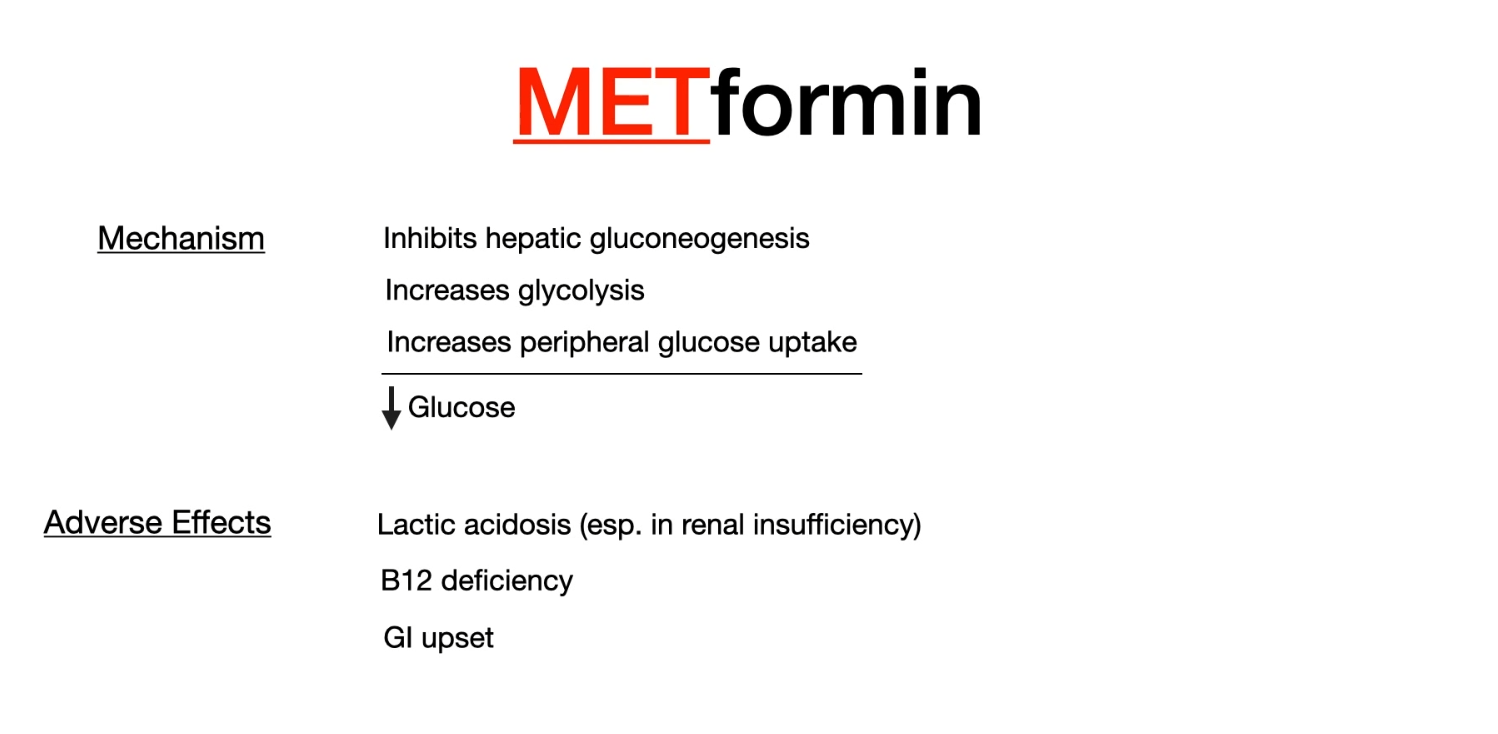 METformin
Mechanism
Inhibits hepatic gluconeogenesis
Increases glycolysis
Increases peripheral glucose uptake
↓ Glucose
Adverse Effects
Lactic acidosis (esp. in renal insufficiency)
B12 deficiency
GI upset